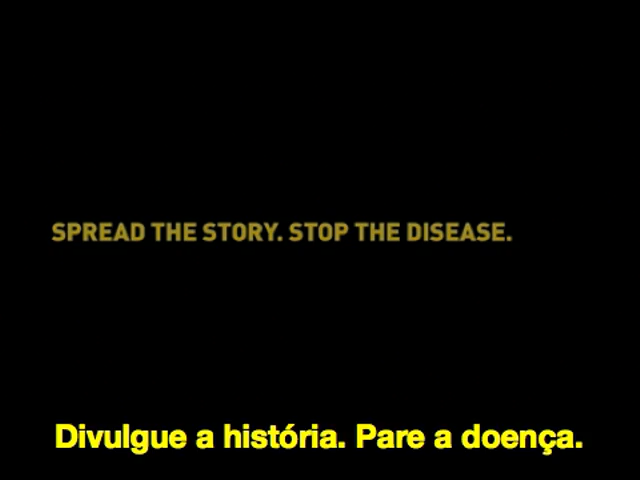 SPREAD THE STORY. STOP THE DISEASE.
Divulgue a história. Pare a doença.